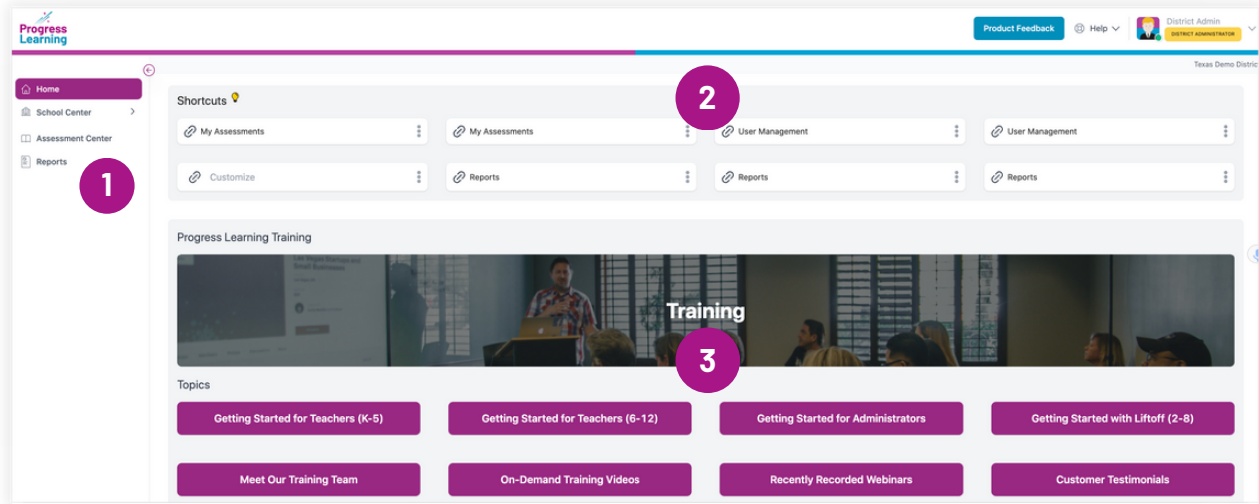 Progress
Learning
Product Feedback
Help
District Admin
DISTRICT ADMINISTRATOR
Texas Demo Distric
Home
School Center
Assessment Center
Reports
1
Shortcuts
2
My Assessments
My Assessments
User Management
User Management
Customize
Reports
Reports
Reports
Progress Learning Training
Training
3
Topics
Getting Started for Teachers (K-5)
Getting Started for Teachers (6-12)
Getting Started for Administrators
Getting Started with Liftoff (2-8)
Meet Our Training Team
On-Demand Training Videos
Recently Recorded Webinars
Customer Testimonials